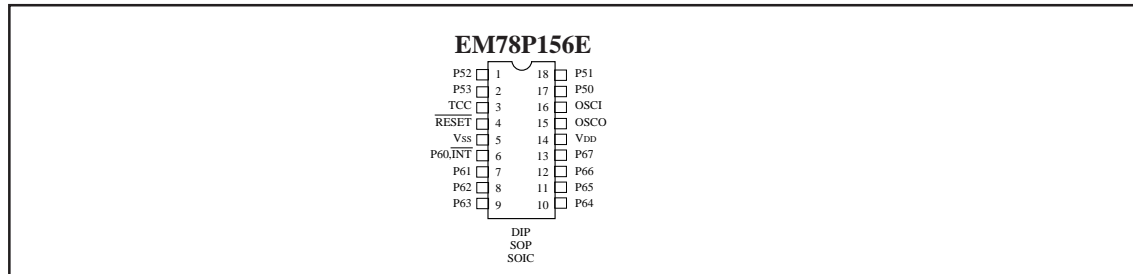 EM78P156E
P52 1 18 P51
P53 2 17 P50
TCC 3 16 OSCI
RESET 4 15 OSCO
Vss 5 14 VDD
P60,INT 6 13 P67
P61 7 12 P66
P62 8 11 P65
P63 9 10 P64
DIP
SOP
SOIC